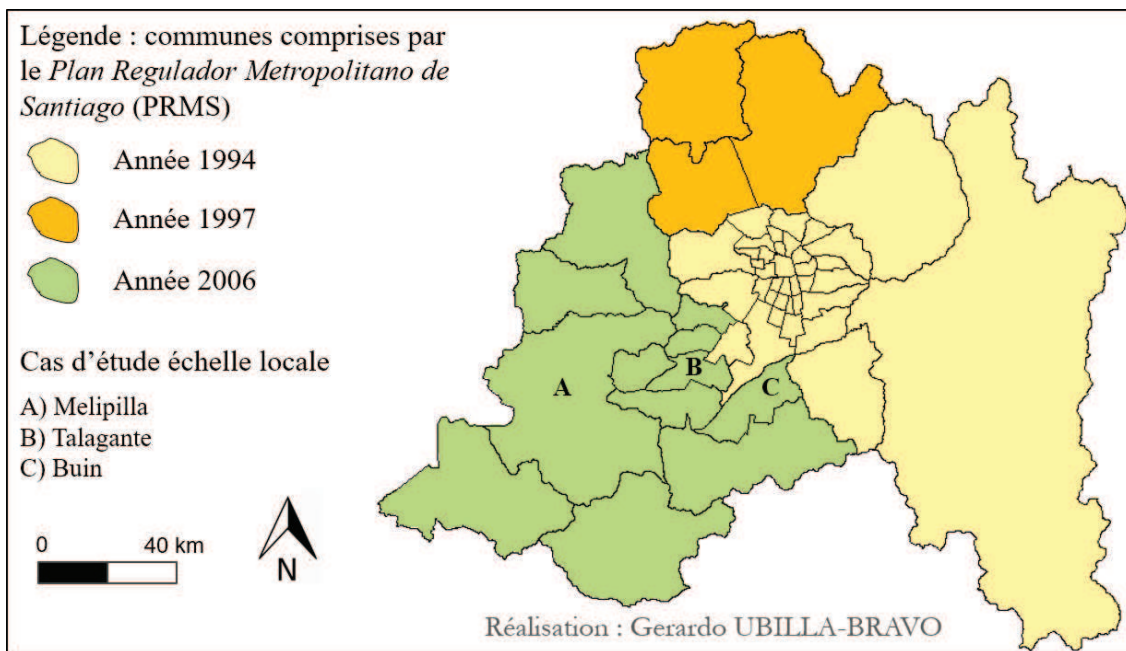 Légende : communes comprises par
le Plan Regulador Metropolitano de
Santiago (PRMS)
Année 1994
Année 1997
Année 2006
Cas d'étude échelle locale
A) Melipilla
B) Talagante
C) Buin
0 40 km
N
A
B
C
Réalisation : Gerardo UBILLA-BRAVO